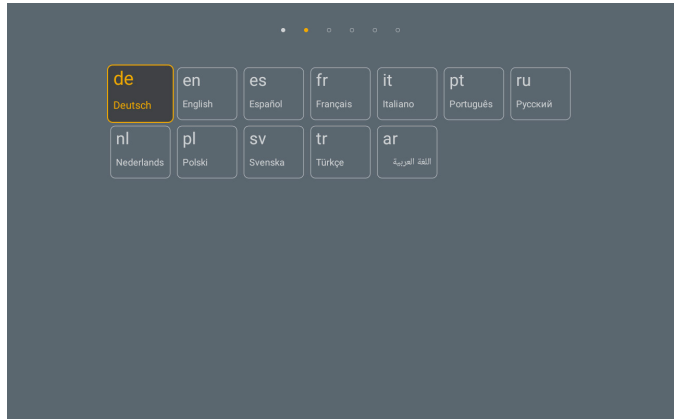 de
Deutsch
en
English
es
Español
fr
Français
it
Italiano
pt
Português
ru
Русский
nl
Nederlands
pl
Polski
sv
Svenska
tr
Türkçe
ar
اللغة العربية